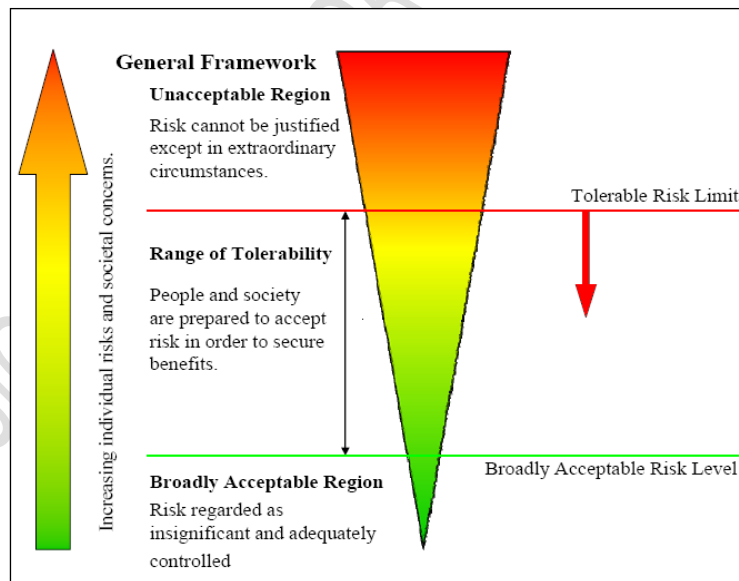 General Framework
Unacceptable Region
Risk cannot be justified
except in extraordinary
circumstances.
Tolerable Risk Limit
Range of Tolerability
People and society
are prepared to accept
risk in order to secure
benefits.
Broadly Acceptable Risk Level
Broadly Acceptable Region
Risk regarded as
insignificant and adequately
controlled
Increasing individual risks and societal concerns.